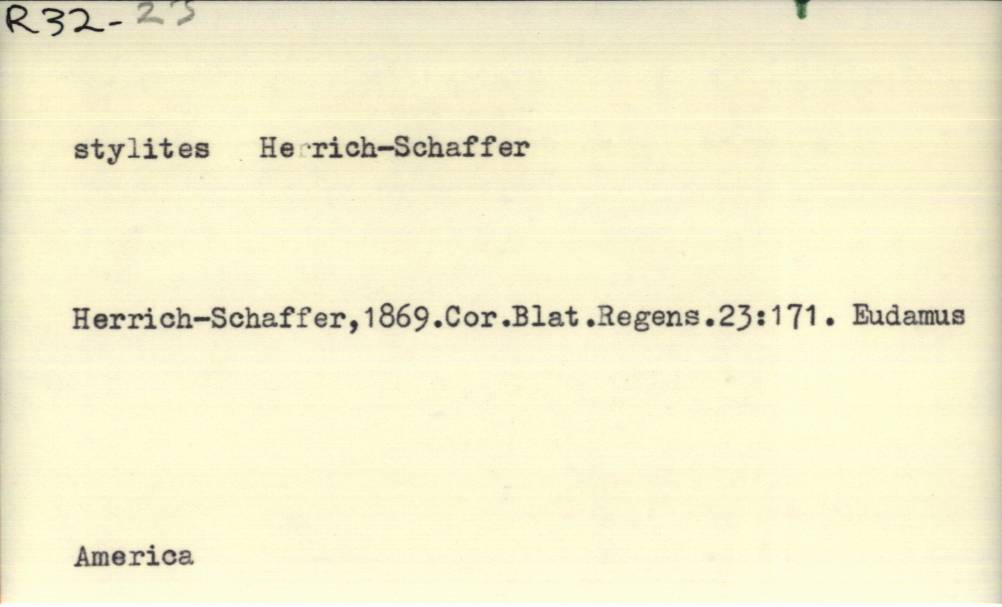 R32-23
stylites Herrich-Schaffer
Herrich-Schaffer,1869.Cor.Blat.Regens.23:171. Eudamus
America